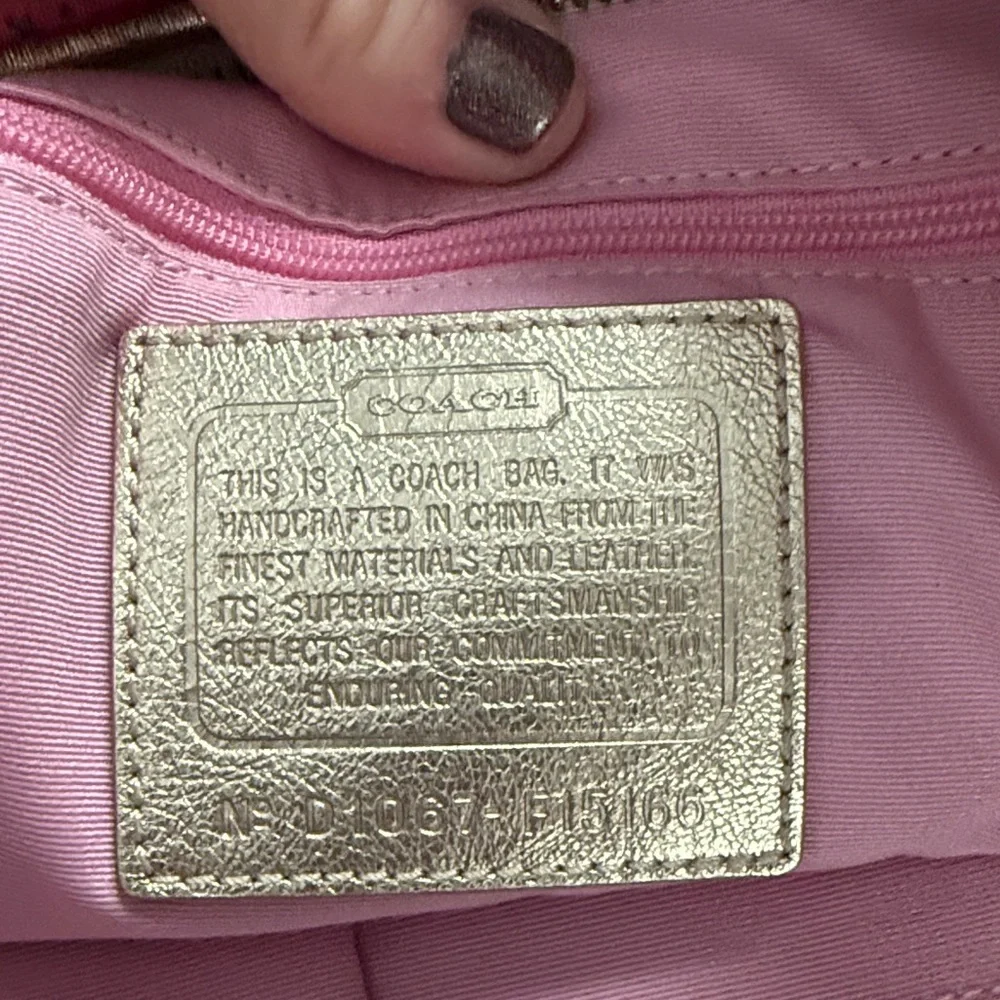 COACH
THIS IS A COACH BAG. IT WAS
HANDCRAFTED IN CHINA FROM THE
FINEST MATERIALS AND LEATHER.
ITS SUPERIOR CRAFTSMANSHIP
REFLECTS OUR COMMITMENT TO
ENDURING QUALITY.
Nº D1067-F15166